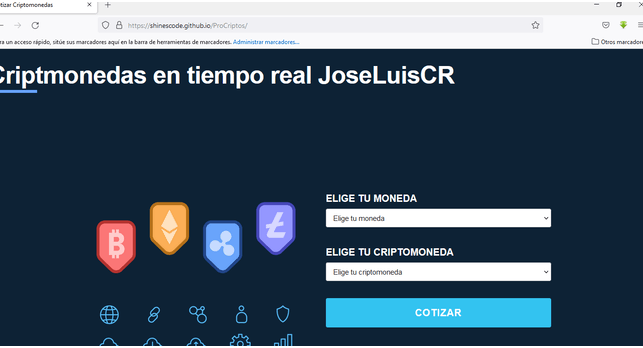 tizar Criptomonedas
https://shinescode.github.io/ProCriptos/
ra un acceso rápido, sitúe sus marcadores aquí en la barra de herramientas de marcadores. Administrar marcadores...
Otros marcadore
Criptmonedas en tiempo real JoseLuisCR
ELIGE TU MONEDA
Elige tu moneda
ELIGE TU CRIPTOMONEDA
Elige tu criptomoneda
COTIZAR